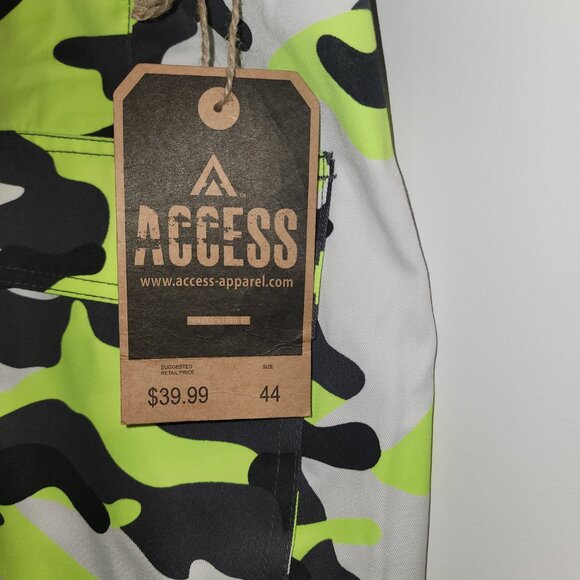 ACCESS
www.access-apparel.com
SUGGESTED SIZE
RETAIL PRICE
$39.99 44